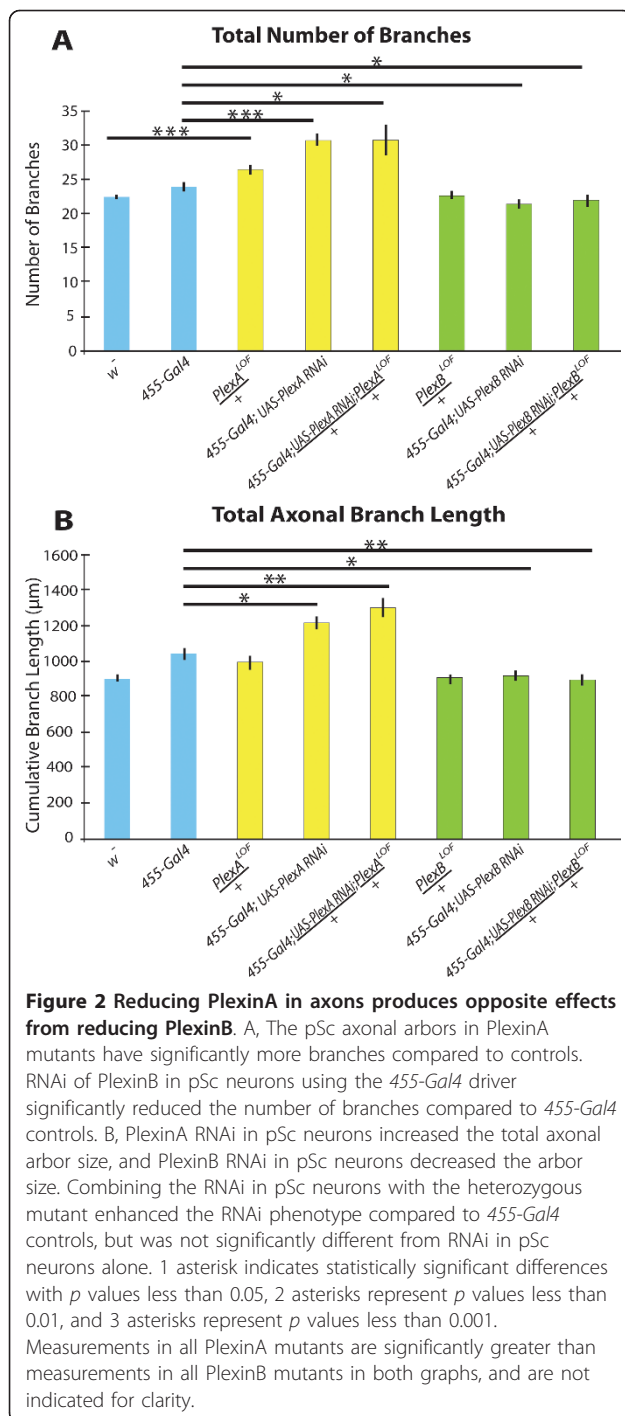 A
Total Number of Branches
*
*
*
***
***
35
30
25
20
15
10
5
0
Number of Branches
w-
455-Gal4
PlexA LOF
+
455-Gal4; UAS-PlexA RNAi
455-Gal4;UAS-PlexA RNAi;PlexA LOF
+ +
PlexB LOF
+
455-Gal4;UAS-PlexB RNAi
455-Gal4;UAS-PlexB RNAi;PlexB LOF
+ +
B
Total Axonal Branch Length
**
*
**
*
1600
1400
1200
1000
800
600
400
200
0
Cumulative Branch Length (µm)
w-
455-Gal4
PlexA LOF
+
455-Gal4; UAS-PlexA RNAi
455-Gal4;UAS-PlexA RNAi;PlexA LOF
+ +
PlexB LOF
+
455-Gal4;UAS-PlexB RNAi
455-Gal4;UAS-PlexB RNAi;PlexB LOF
+ +
Figure 2 Reducing PlexinA in axons produces opposite effects
from reducing PlexinB. A, The pSc axonal arbors in PlexinA
mutants have significantly more branches compared to controls.
RNAi of PlexinB in pSc neurons using the 455-Gal4 driver
significantly reduced the number of branches compared to 455-Gal4
controls. B, PlexinA RNAi in pSc neurons increased the total axonal
arbor size, and PlexinB RNAi in pSc neurons decreased the arbor
size. Combining the RNAi in pSc neurons with the heterozygous
mutant enhanced the RNAi phenotype compared to 455-Gal4
controls, but was not significantly different from RNAi in pSc
neurons alone. 1 asterisk indicates statistically significant differences
with p values less than 0.05, 2 asterisks represent p values less than
0.01, and 3 asterisks represent p values less than 0.001.
Measurements in all PlexinA mutants are significantly greater than
measurements in all PlexinB mutants in both graphs, and are not
indicated for clarity.